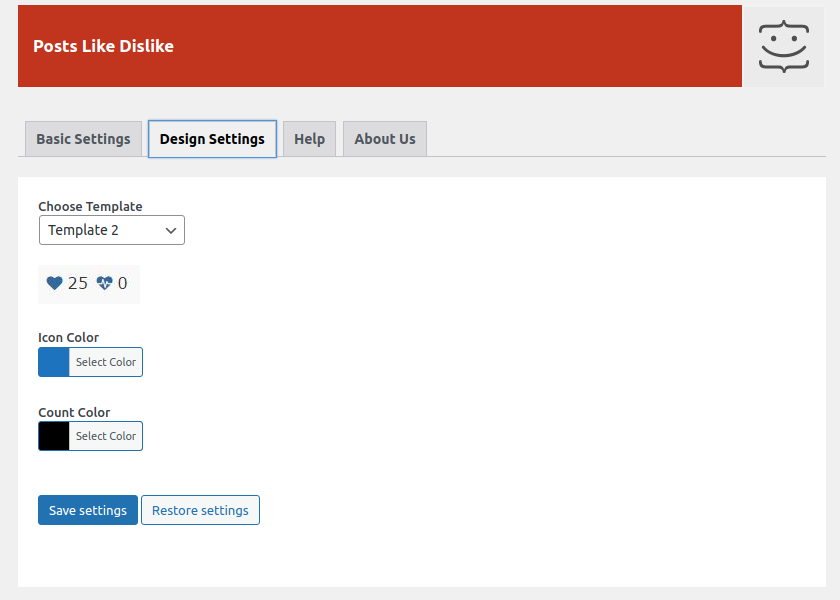 Posts Like Dislike
Basic Settings Design Settings Help About Us
Choose Template
Template 2
25 0
Icon Color
Select Color
Count Color
Select Color
Save settings Restore settings